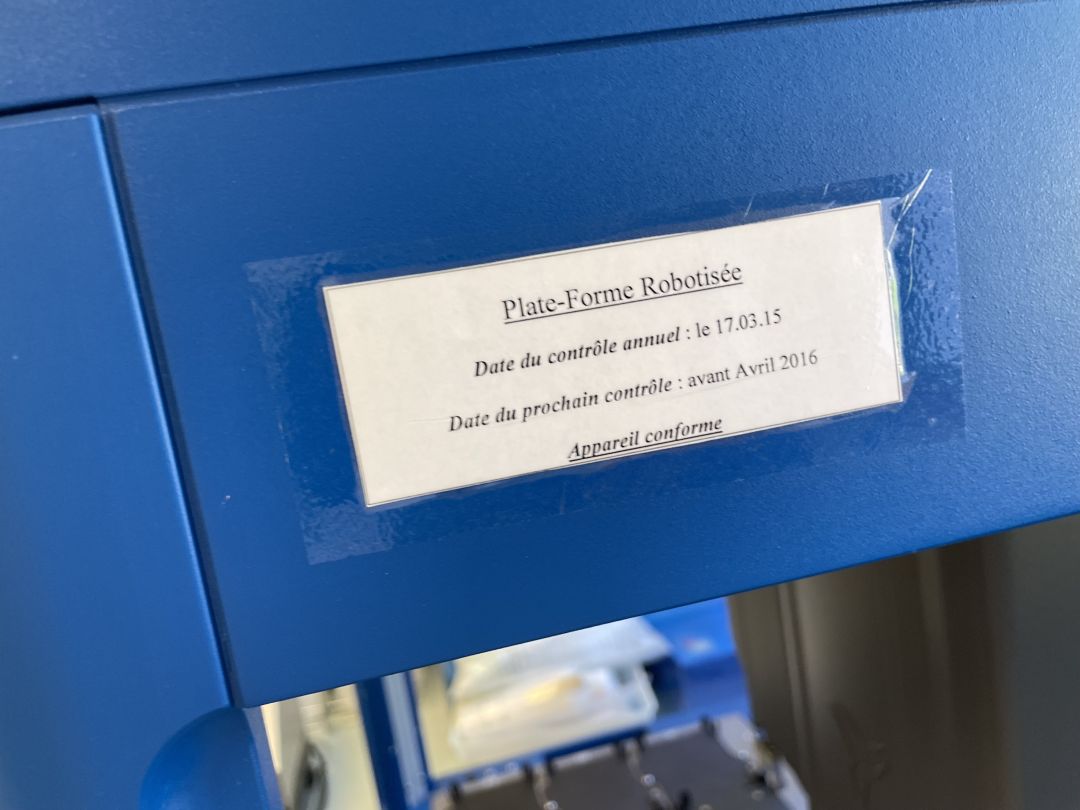 Plate-Forme Robotisée
Date du contrôle annuel : le 17.03.15
Date du prochain contrôle : avant Avril 2016
Appareil conforme